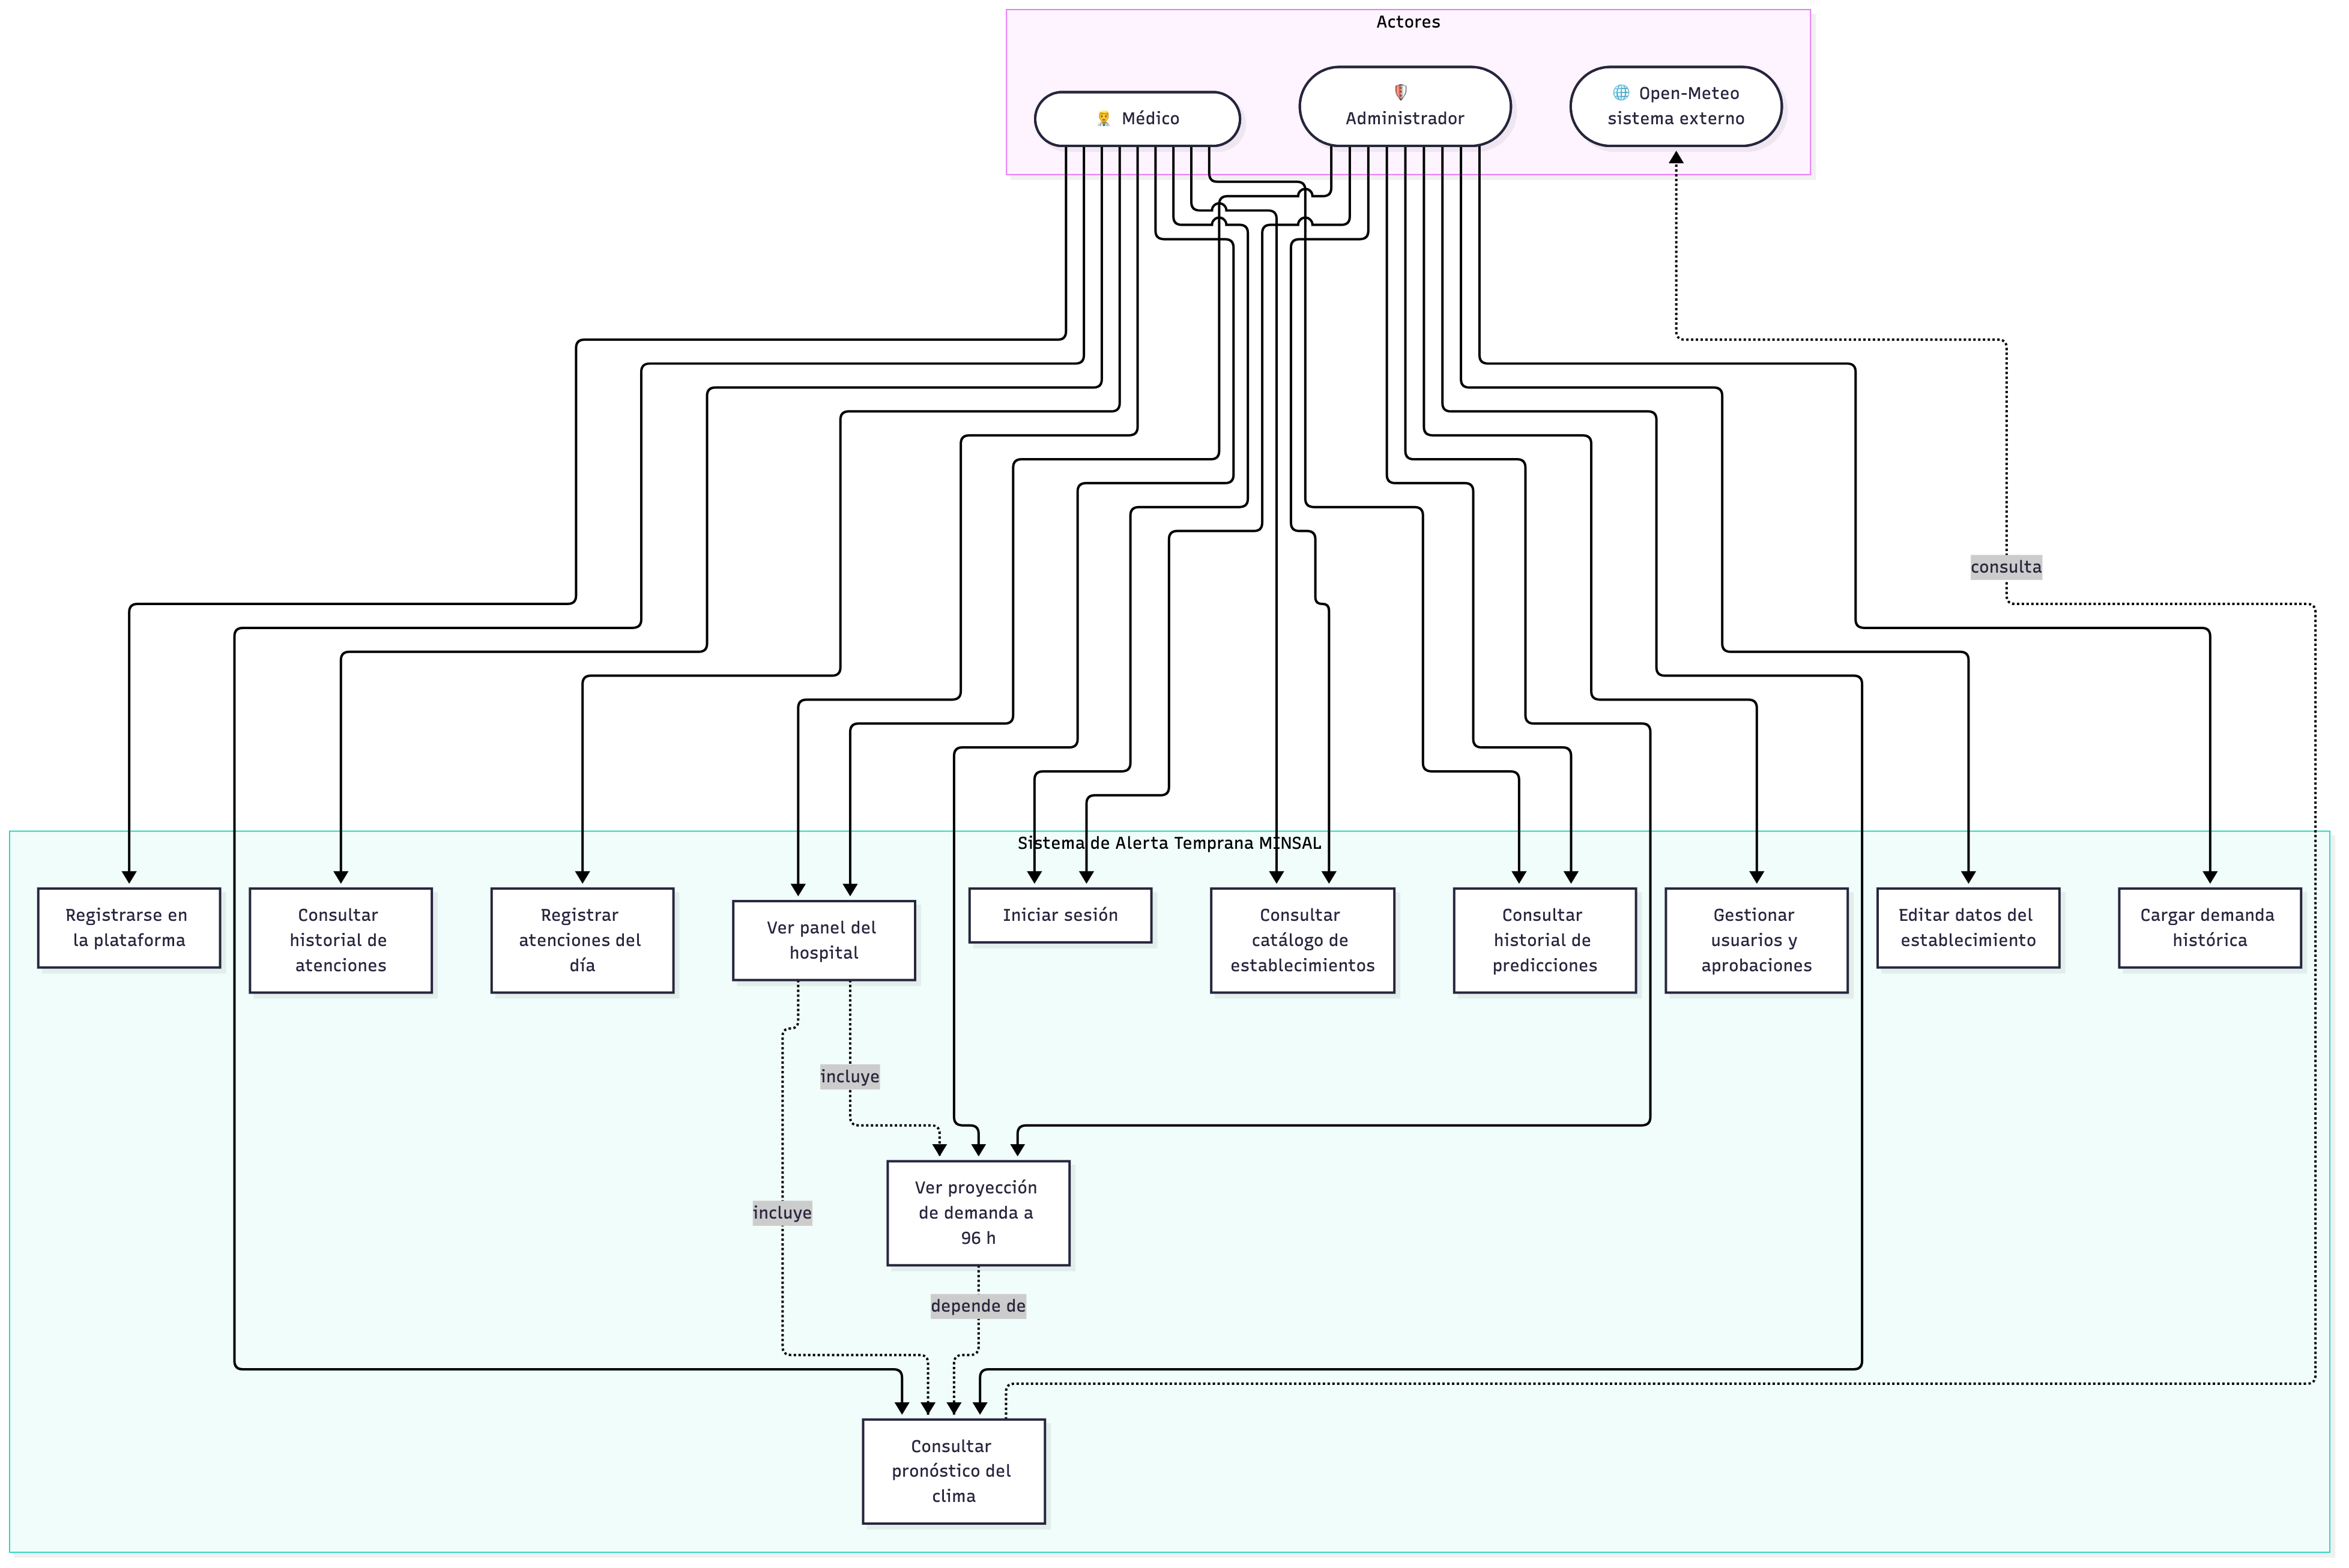 Actores
Médico
Administrador
Open-Meteo
sistema externo
consulta
Sistema de Alerta Temprana MINSAL
Registrarse en
la plataforma
Consultar
historial de
atenciones
Registrar
atenciones del
día
Ver panel del
hospital
Iniciar sesión
Consultar
catálogo de
establecimientos
Consultar
historial de
predicciones
Gestionar
usuarios y
aprobaciones
Editar datos del
establecimiento
Cargar demanda
histórica
incluye
incluye
Ver proyección
de demanda a
96 h
depende de
Consultar
pronóstico del
clima